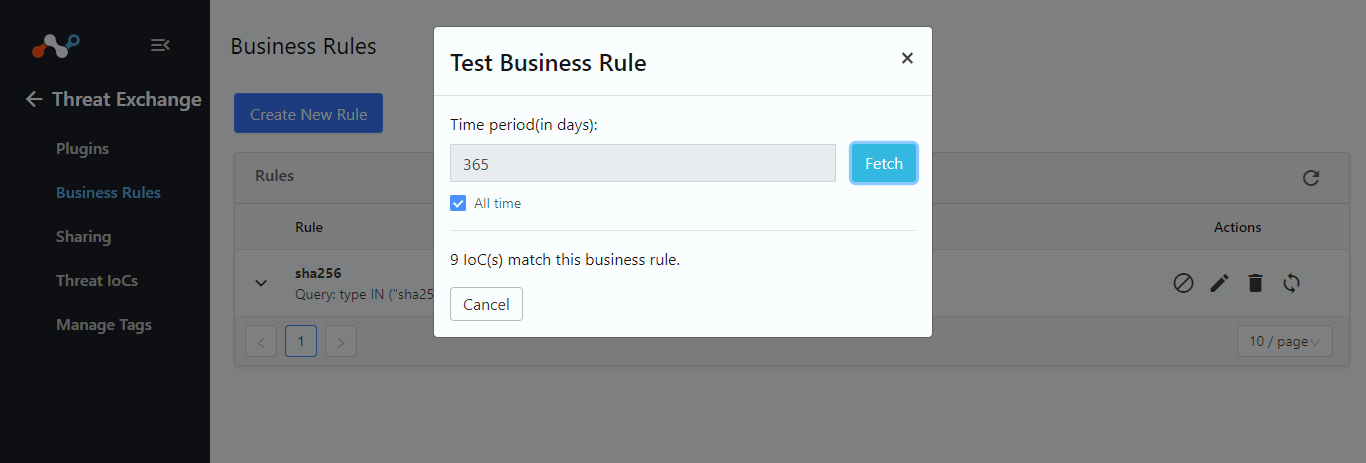 Threat Exchange
Plugins
Business Rules
Sharing
Threat IoCs
Manage Tags
Business Rules
Create New Rule
Rules
Rule
Actions
sha256
Query: type IN ("sha25
1
10 / page
Test Business Rule
Time period(in days):
365
Fetch
All time
9 IoC(s) match this business rule.
Cancel